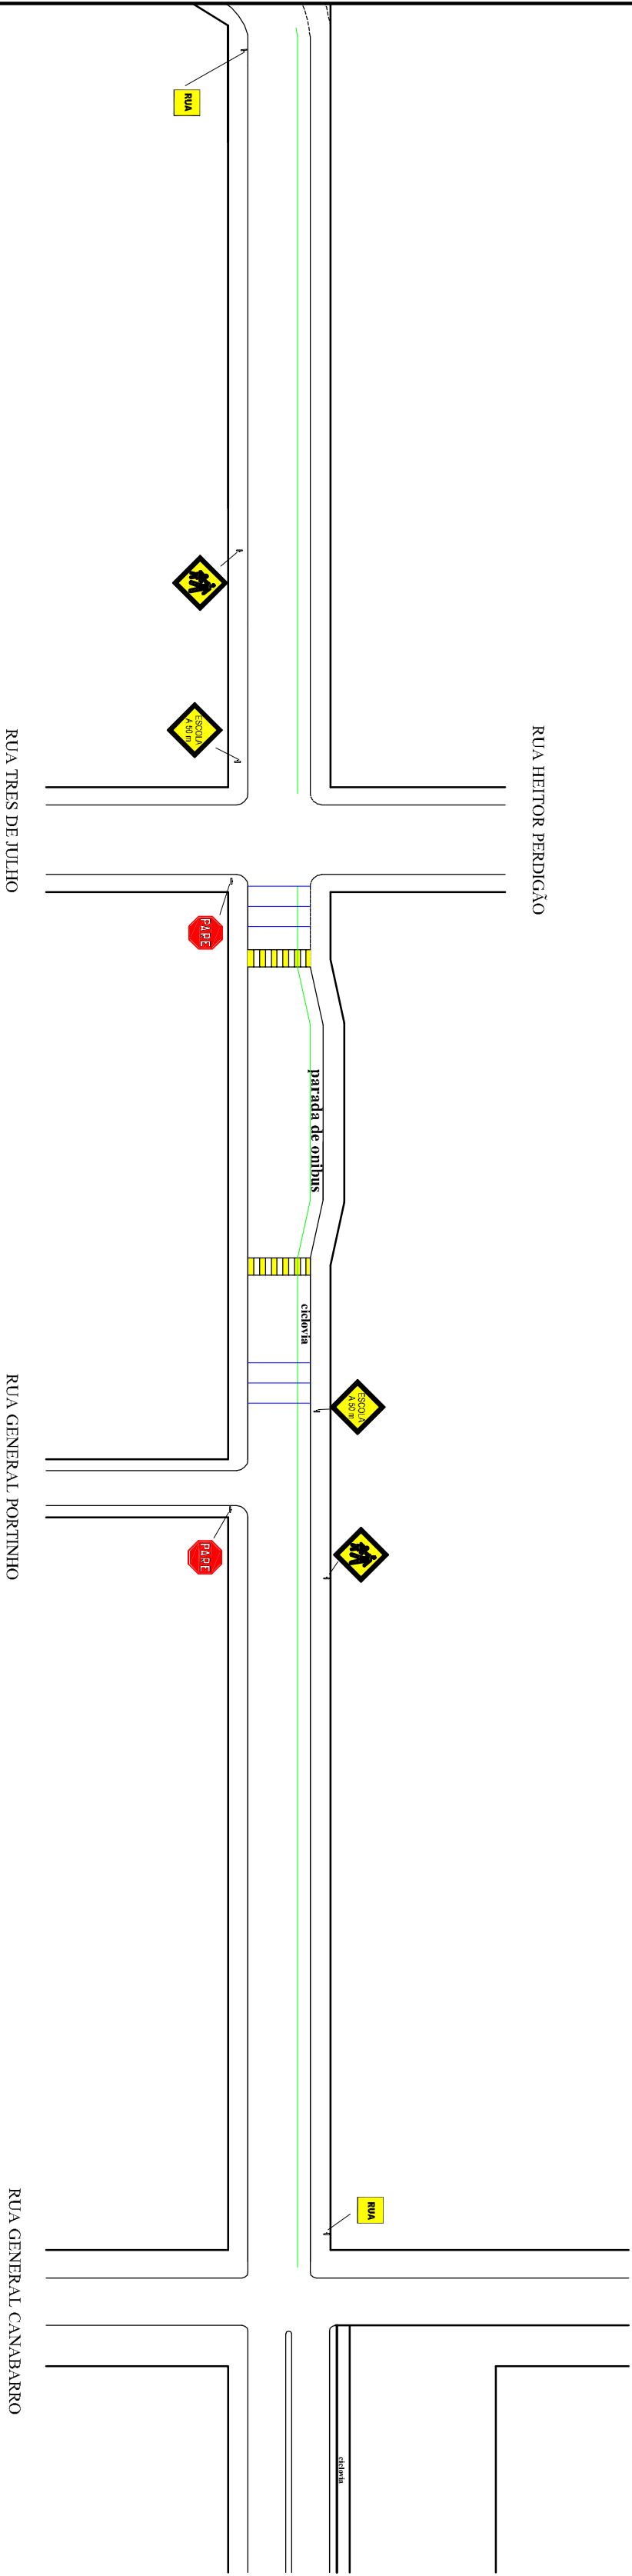 RUA
ESCOLA
A 50 m
RUA HEITOR PERDIGÃO
RUA TRES DE JULHO
PARE
parada de onibus
ciclovia
ESCOLA
A 50 m
RUA GENERAL PORTINHO
PARE
RUA
RUA GENERAL CANABARRO
ciclovia